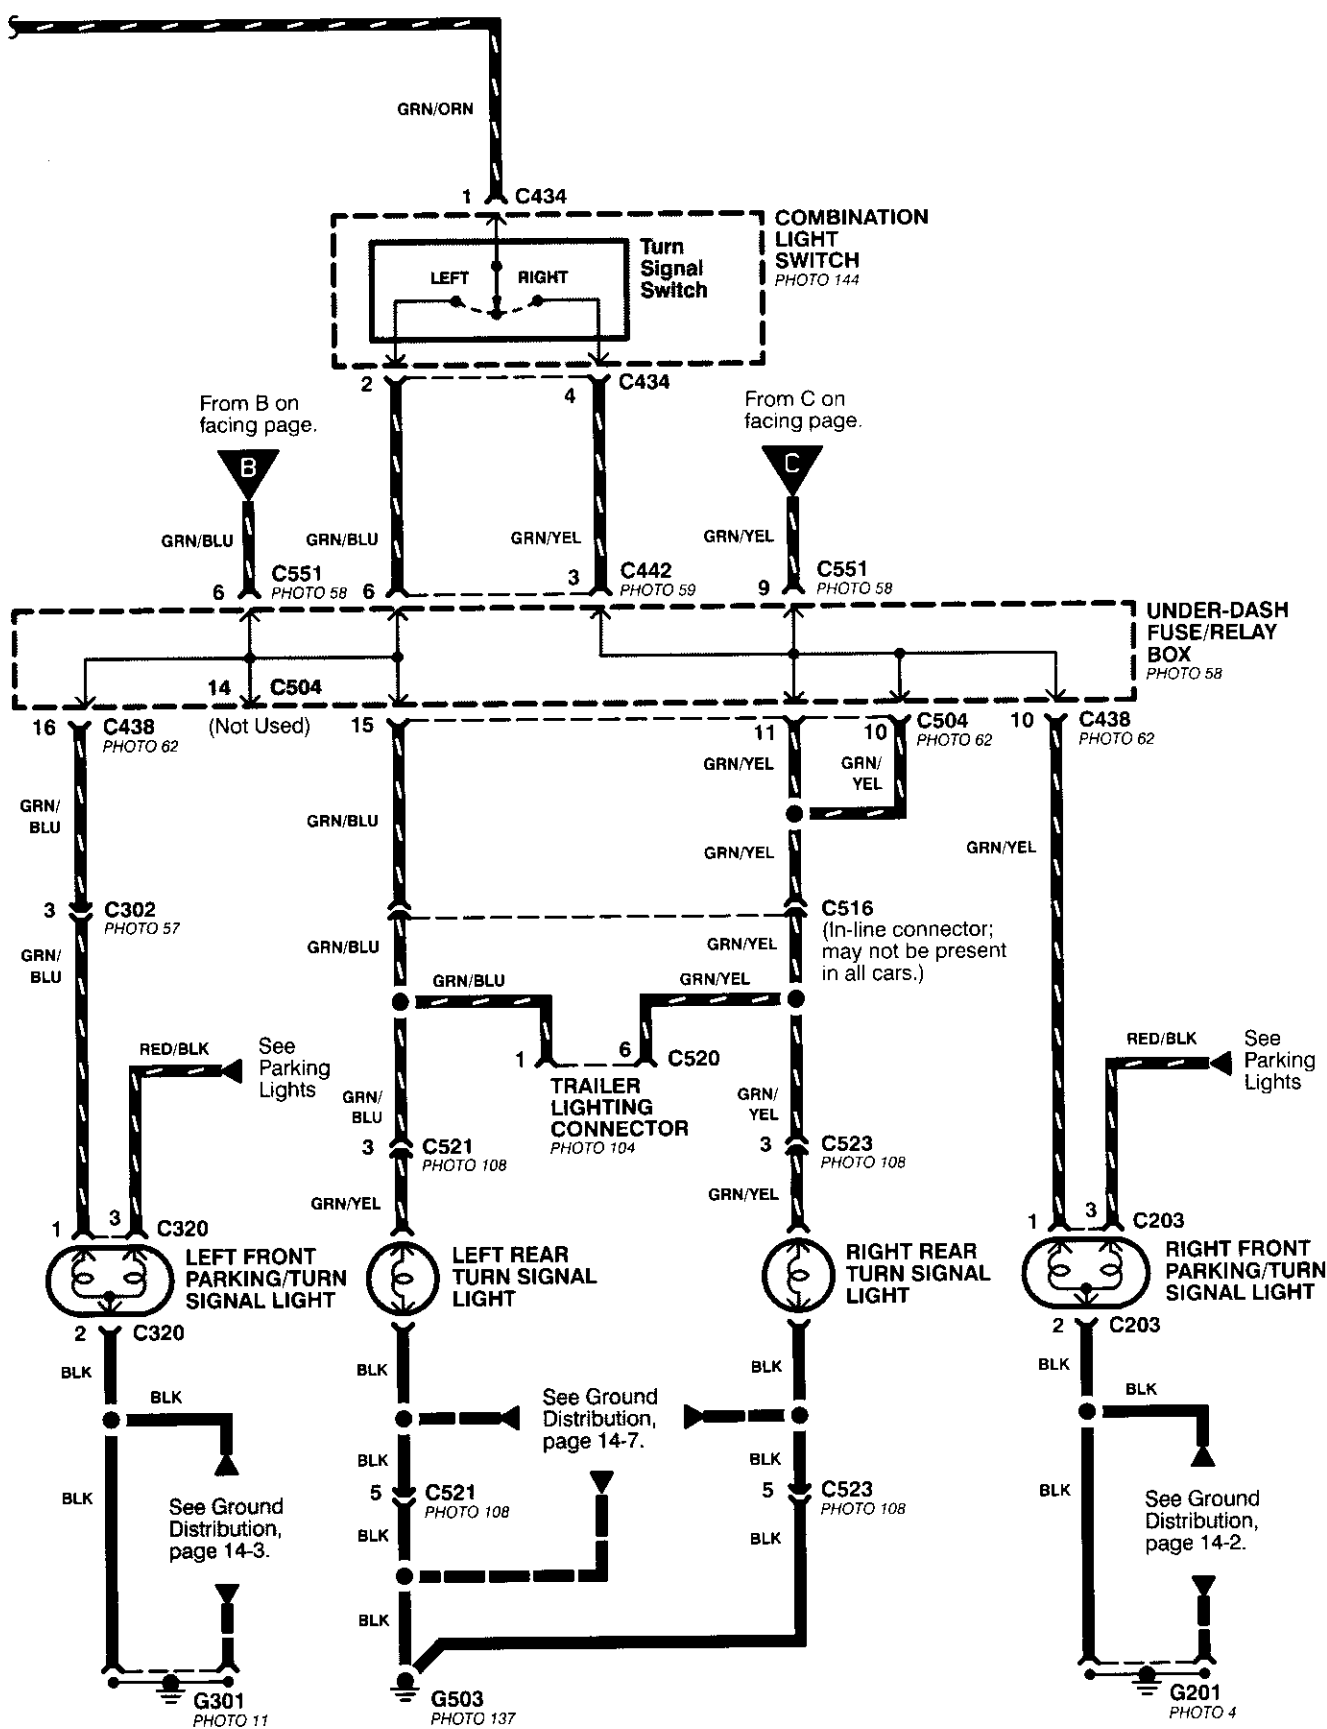 GRN/ORN
1 C434
COMBINATION
LIGHT
SWITCH
PHOTO 144
Turn
Signal
Switch
LEFT RIGHT
2 4 C434
From B on
facing page.
B
From C on
facing page.
C
GRN/BLU GRN/BLU GRN/YEL GRN/YEL
6 C551
PHOTO 58
6 3 C442
PHOTO 59
9 C551
PHOTO 58
UNDER-DASH
FUSE/RELAY
BOX
PHOTO 58
14 C504
(Not Used)
16 C438
PHOTO 62
15 11 10 C504
PHOTO 62
10 C438
PHOTO 62
GRN/YEL
GRN/
YEL
GRN/
BLU
GRN/BLU
GRN/YEL
GRN/YEL
3 C302
PHOTO 57
C516
(In-line connector;
may not be present
in all cars.)
GRN/
BLU
GRN/BLU
GRN/YEL
GRN/BLU
GRN/YEL
RED/BLK
See
Parking
Lights
1 6 C520
TRAILER
LIGHTING
CONNECTOR
PHOTO 104
RED/BLK
See
Parking
Lights
GRN/
BLU
GRN/
YEL
3 C521
PHOTO 108
3 C523
PHOTO 108
GRN/YEL
GRN/YEL
1 3 C320
LEFT FRONT
PARKING/TURN
SIGNAL LIGHT
LEFT REAR
TURN SIGNAL
LIGHT
RIGHT REAR
TURN SIGNAL
LIGHT
1 3 C203
RIGHT FRONT
PARKING/TURN
SIGNAL LIGHT
2 C320
2 C203
BLK
BLK
BLK
BLK
BLK
BLK
See Ground
Distribution,
page 14-7.
BLK
BLK
BLK
BLK
5 C521
PHOTO 108
5 C523
PHOTO 108
BLK
See Ground
Distribution,
page 14-3.
BLK
BLK
See Ground
Distribution,
page 14-2.
BLK
G301
PHOTO 11
G503
PHOTO 137
G201
PHOTO 4